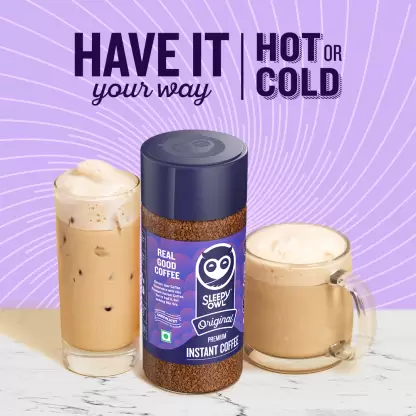 HAVE IT
your way
HOT OR
COLD
REAL
GOOD
COFFEE
SLEEPY
OWL
Original
PREMIUM
INSTANT COFFEE